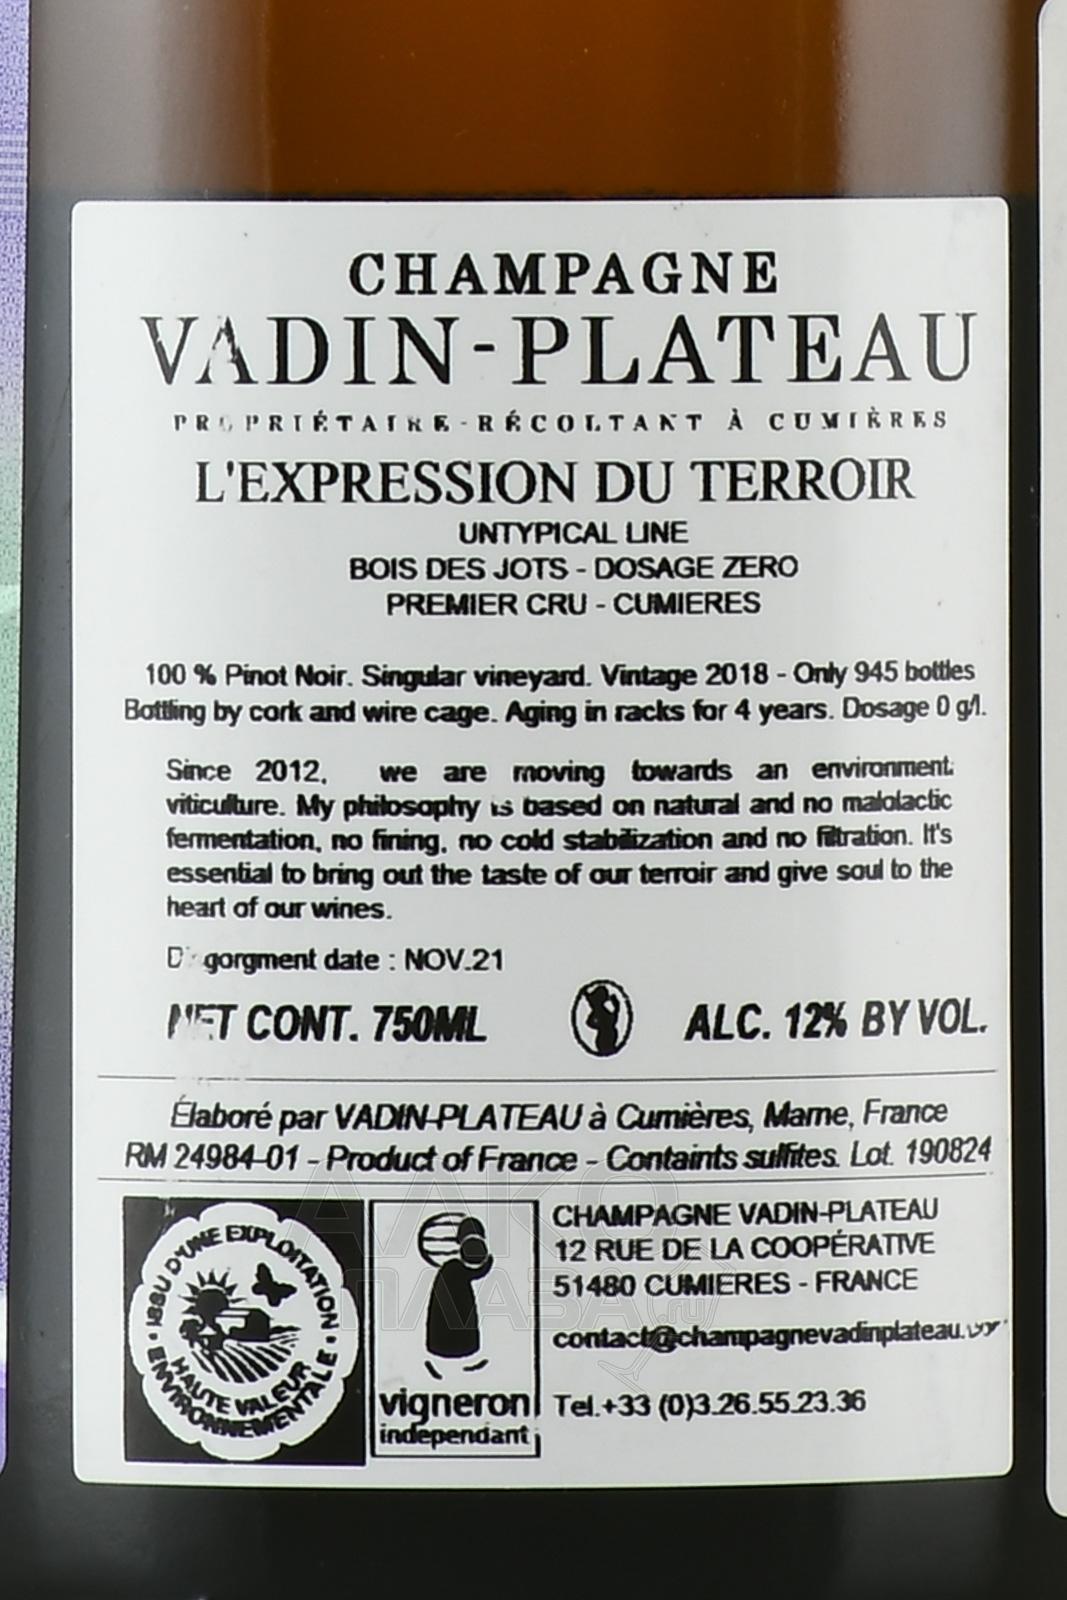 CHAMPAGNE
VADIN-PLATEAU
PROPRIÉTAIRE-RÉCOLTANT À CUMIÈRES
L'EXPRESSION DU TERROIR
UNTYPICAL LINE
BOIS DES JOTS - DOSAGE ZERO
PREMIER CRU - CUMIERES
100 % Pinot Noir. Singular vineyard. Vintage 2018 - Only 945 bottles
Bottling by cork and wire cage. Aging in racks for 4 years. Dosage 0 g/l.
Since 2012, we are moving towards an environment.
viticulture. My philosophy is based on natural and no malolactic
fermentation, no fining, no cold stabilization and no filtration. It's
essential to bring out the taste of our terroir and give soul to the
heart of our wines.
gorgment date : NOV.21
NET CONT. 750ML
ALC. 12% BY VOL.
Élaboré par VADIN-PLATEAU à Cumières, Marne, France
RM 24984-01 - Product of France - Containts sulfites. Lot. 190824
ISSU D'UNE EXPLOITATION
HAUTE VALEUR
ENVIRONNEMENTALE
vigneron
independant
CHAMPAGNE VADIN-PLATEAU
12 RUE DE LA COOPÉRATIVE
51480 CUMIERES - FRANCE
contact@champagnevadinplateau.
Tel.+33 (0)3.26.55.23.36
АЛКО
ПЛАЗА
.ru